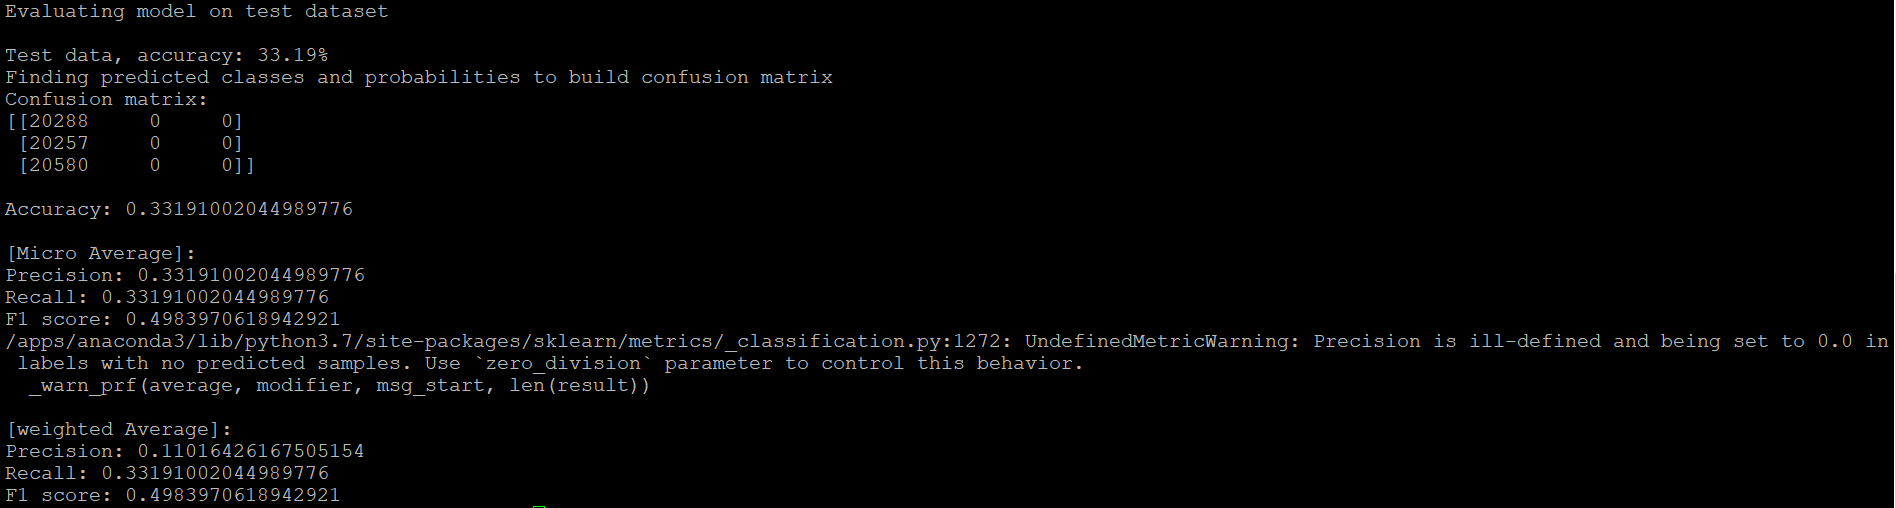 Evaluating model on test dataset
Test data, accuracy: 33.19%
Finding predicted classes and probabilities to build confusion matrix
Confusion matrix:
[[20288     0     0]
 [20257     0     0]
 [20580     0     0]]
Accuracy: 0.33191002044989776
[Micro Average]:
Precision: 0.33191002044989776
Recall: 0.33191002044989776
F1 score: 0.4983970618942921
/apps/anaconda3/lib/python3.7/site-packages/sklearn/metrics/_classification.py:1272: UndefinedMetricWarning: Precision is ill-defined and being set to 0.0 in
 labels with no predicted samples. Use `zero_division` parameter to control this behavior.
  _warn_prf(average, modifier, msg_start, len(result))
[weighted Average]:
Precision: 0.11016426167505154
Recall: 0.33191002044989776
F1 score: 0.4983970618942921